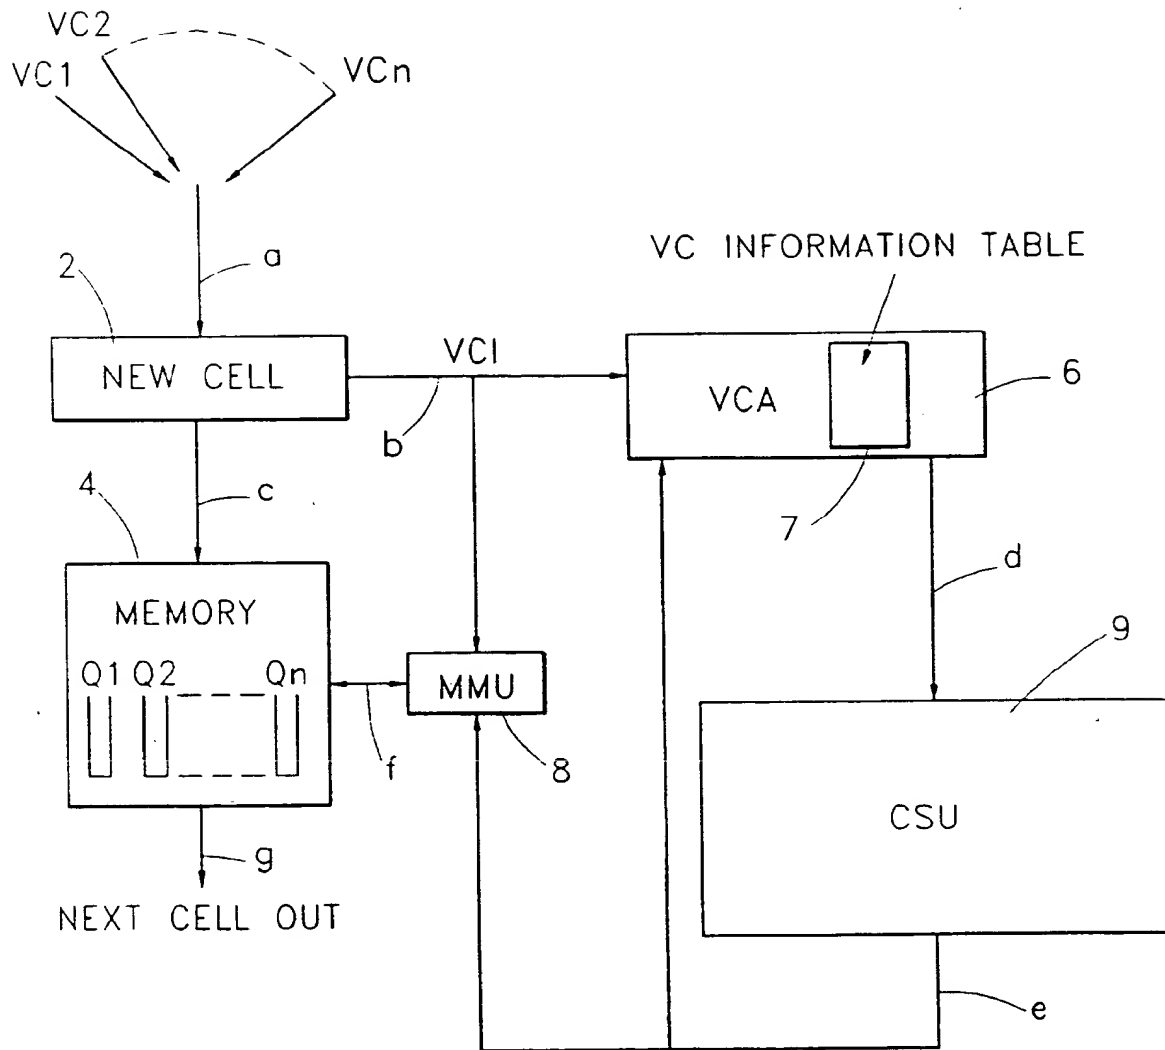 VC2
VC1
VCn
a
2
NEW CELL
VCI
b
VC INFORMATION TABLE
VCA
6
7
c
4
MEMORY
Q1 Q2 Qn
MMU
f
8
d
9
CSU
g
NEXT CELL OUT
e